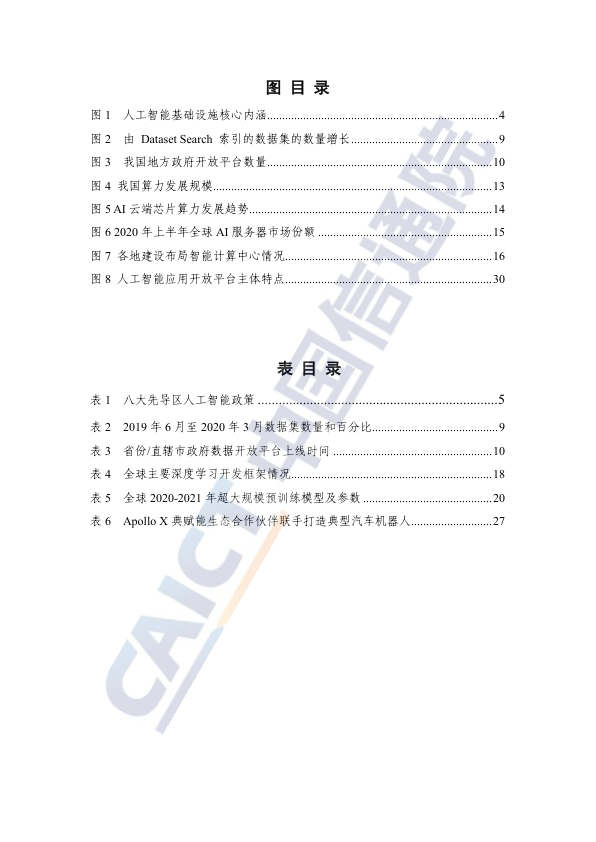 图 目 录
图 1 人工智能基础设施核心内涵.............................................................................4
图 2 由 Dataset Search 索引的数据集的数量增长.................................................9
图 3 我国地方政府开放平台数量...........................................................................10
图 4 我国算力发展规模.............................................................................................13
图 5 AI 云端芯片算力发展趋势.................................................................................14
图 6 2020 年上半年全球 AI 服务器市场份额 ..........................................................15
图 7 各地建设布局智能计算中心情况.....................................................................16
图 8 人工智能应用开放平台主体特点.....................................................................30
表 目 录
表 1 八大先导区人工智能政策 .....................................................................5
表 2 2019 年 6 月至 2020 年 3 月数据集数量和百分比..........................................9
表 3 省份/直辖市政府数据开放平台上线时间 .....................................................10
表 4 全球主要深度学习开发框架情况...................................................................18
表 5 全球 2020-2021 年超大规模预训练模型及参数 ...........................................20
表 6 Apollo X 典赋能生态合作伙伴联手打造典型汽车机器人...........................27
CAICT 中国信通院